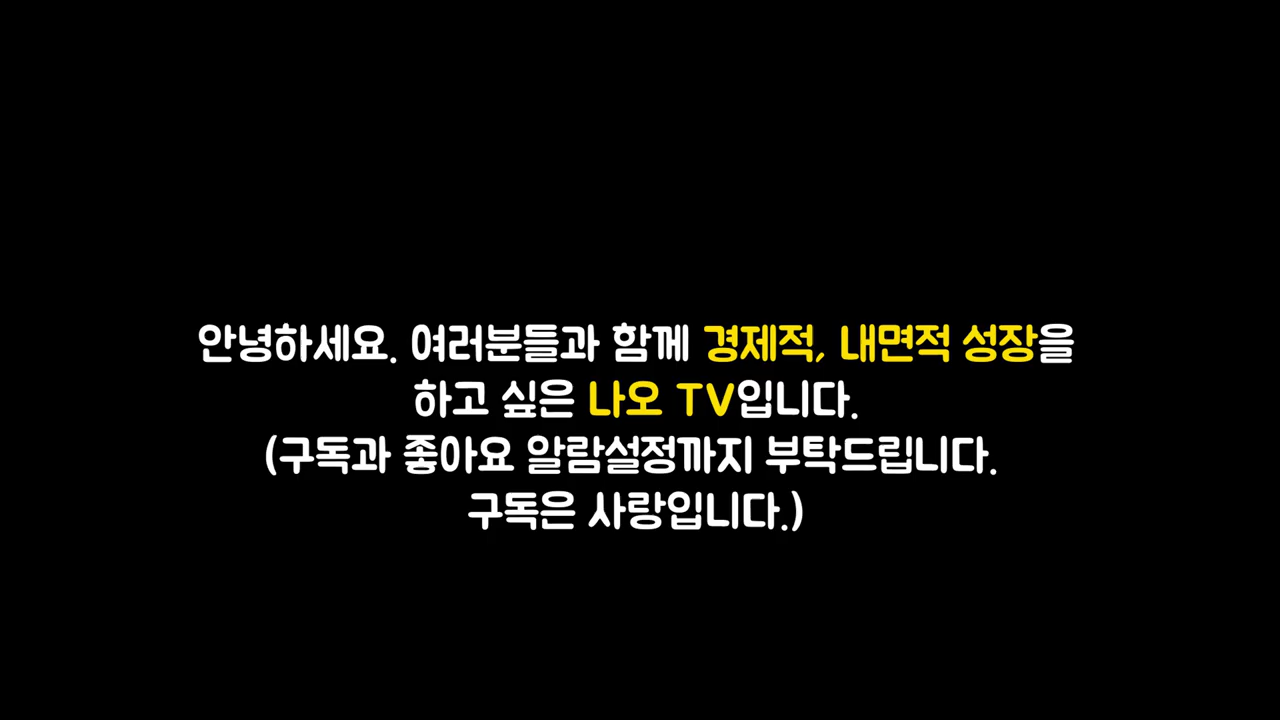 안녕하세요. 여러분들과 함께 경제적, 내면적 성장을
하고 싶은 나오 TV입니다.
(구독과 좋아요 알람설정까지 부탁드립니다.
구독은 사랑입니다.)